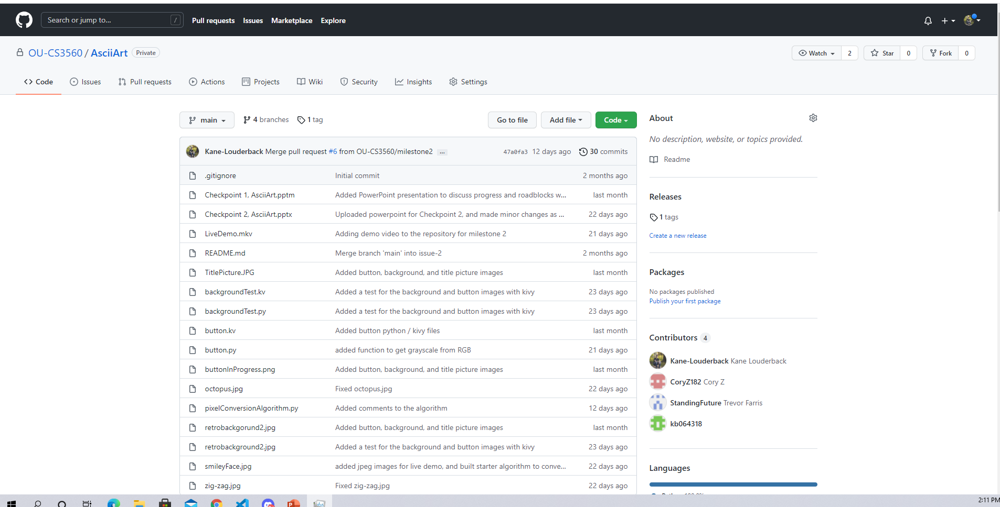 Search or jump to... /
Pull requests Issues Marketplace Explore
OU-CS3560 / AsciiArt Private
Watch 2 Star 0 Fork 0
Code Issues Pull requests Actions Projects Wiki Security Insights Settings
main 4 branches 1 tag Go to file Add file Code
Kane-Louderback Merge pull request #6 from OU-CS3560/milestone2 ... 47a0fa3 12 days ago 30 commits
.gitignore Initial commit 2 months ago
Checkpoint 1, AsciiArt.pptm Added PowerPoint presentation to discuss progress and roadblocks w... last month
Checkpoint 2, AsciiArt.pptx Uploaded powerpoint for Checkpoint 2, and made minor changes as ... 22 days ago
LiveDemo.mkv Adding demo video to the repository for milestone 2 21 days ago
README.md Merge branch 'main' into issue-2 2 months ago
TitlePicture.JPG Added button, background, and title picture images last month
backgroundTest.kv Added a test for the background and button images with kivy 23 days ago
backgroundTest.py Added a test for the background and button images with kivy 23 days ago
button.kv Added button python / kivy files last month
button.py added function to get grayscale from RGB 21 days ago
buttonInProgress.png Added button, background, and title picture images last month
octopus.jpg Fixed octopus.jpg 22 days ago
pixelConversionAlgorithm.py Added comments to the algorithm 12 days ago
retrobackgorund2.jpg Added button, background, and title picture images last month
retrobackground2.jpg Added a test for the background and button images with kivy 23 days ago
smileyFace.jpg added jpeg images for live demo, and built starter algorithm to conve... 22 days ago
zig-zag.jpg Fixed zig-zag.jpg 22 days ago
About
No description, website, or topics provided.
Readme
Releases
1 tags
Create a new release
Packages
No packages published
Publish your first package
Contributors 4
Kane-Louderback Kane Louderback
CoryZ182 Cory Z
StandingFuture Trevor Farris
kb064318
Languages
2:11 PM